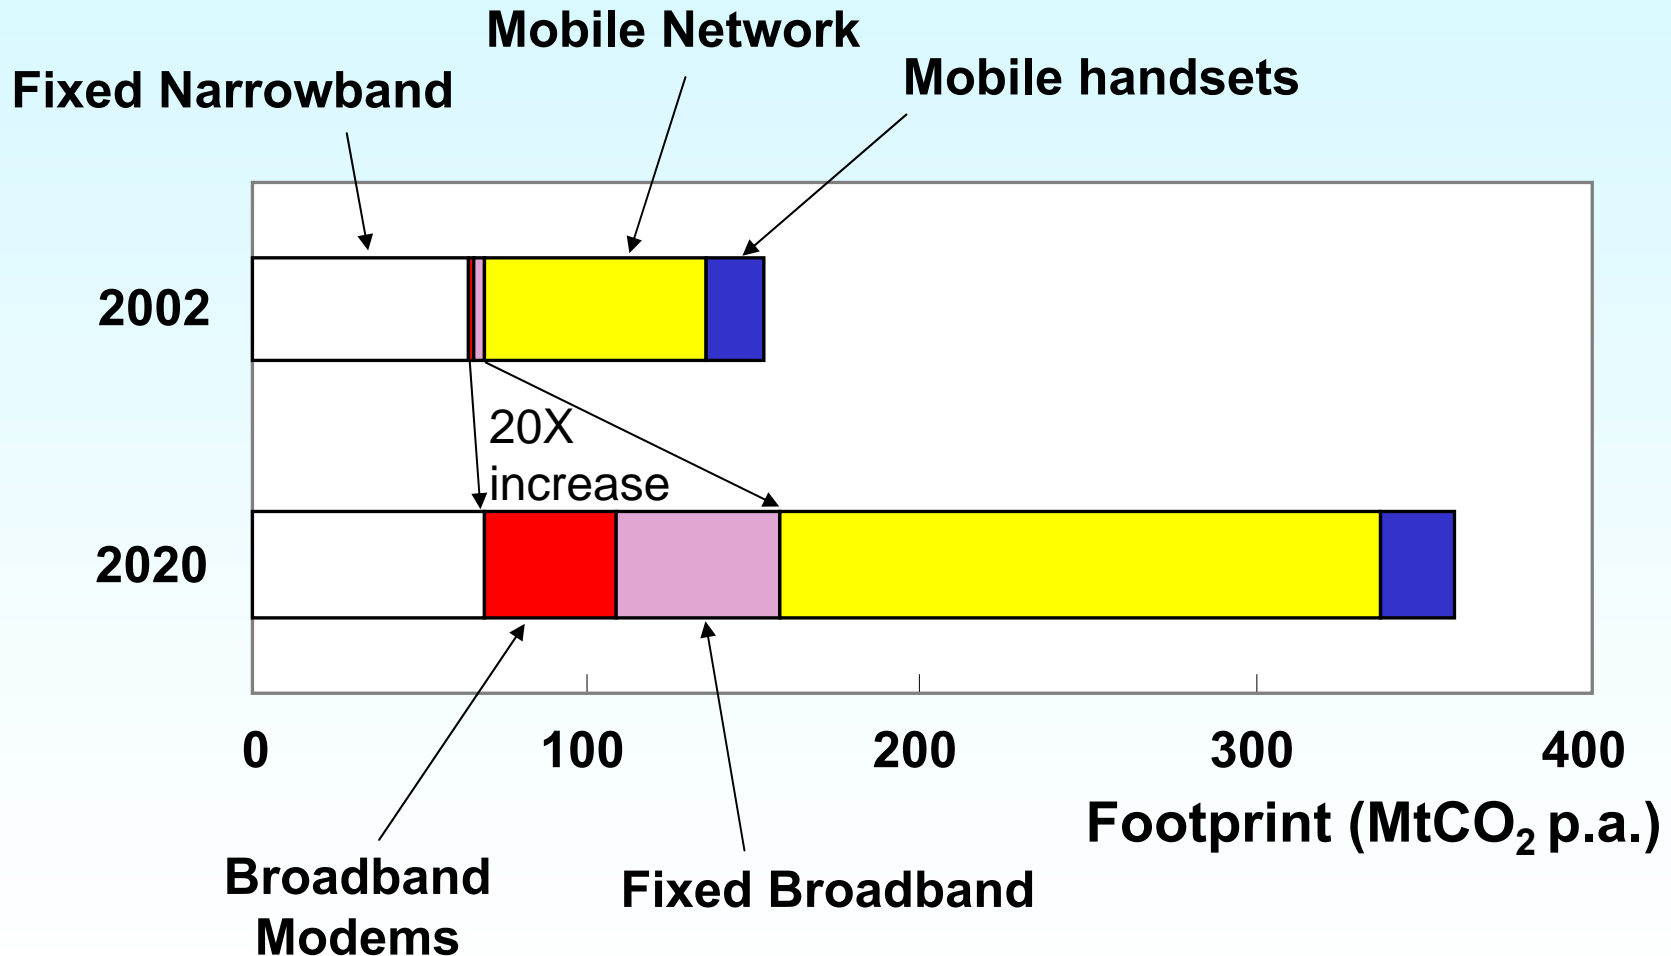 Mobile Network
Fixed Narrowband
Mobile handsets
2002
20X
increase
2020
0 100 200 300 400
Footprint (MtCO₂ p.a.)
Broadband
Modems
Fixed Broadband